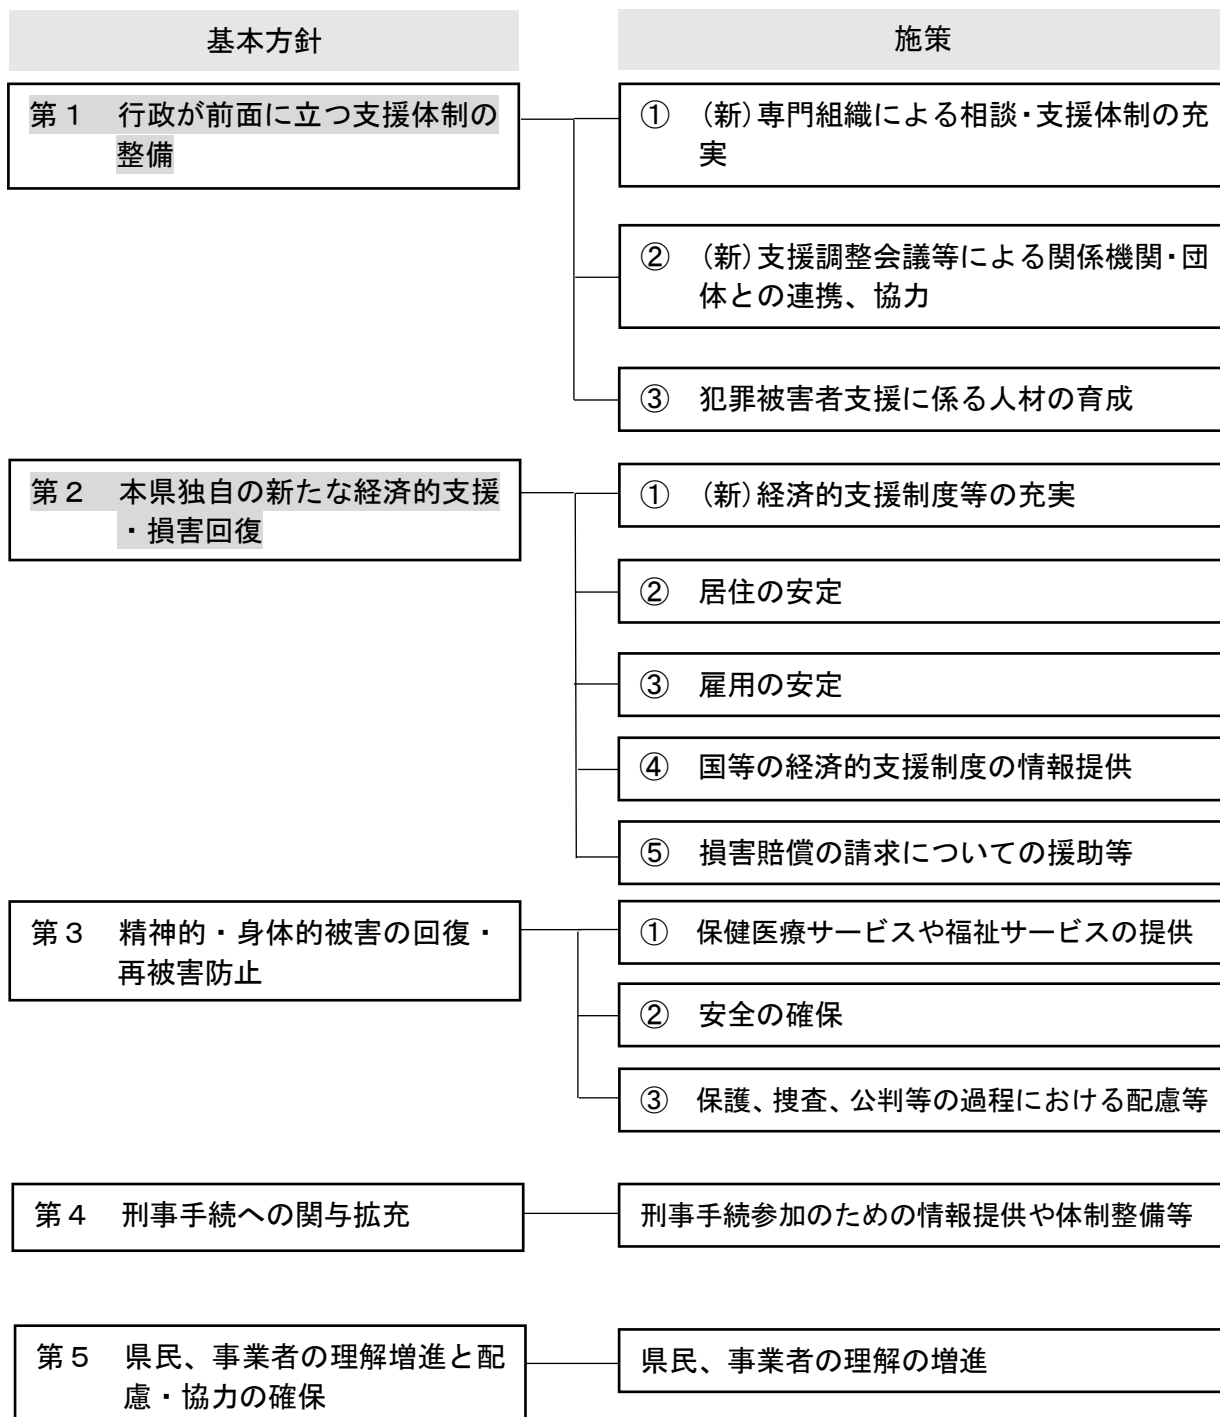 基本方針
施策
第１　行政が前面に立つ支援体制の
整備
①　（新）専門組織による相談・支援体制の充
実
②　（新）支援調整会議等による関係機関・団
体との連携、協力
③　犯罪被害者支援に係る人材の育成
第２　本県独自の新たな経済的支援
・損害回復
①　（新）経済的支援制度等の充実
②　居住の安定
③　雇用の安定
④　国等の経済的支援制度の情報提供
⑤　損害賠償の請求についての援助等
第３　精神的・身体的被害の回復・
再被害防止
①　保健医療サービスや福祉サービスの提供
②　安全の確保
③　保護、捜査、公判等の過程における配慮等
第４　刑事手続への関与拡充
刑事手続参加のための情報提供や体制整備等
第５　県民、事業者の理解増進と配
慮・協力の確保
県民、事業者の理解の増進